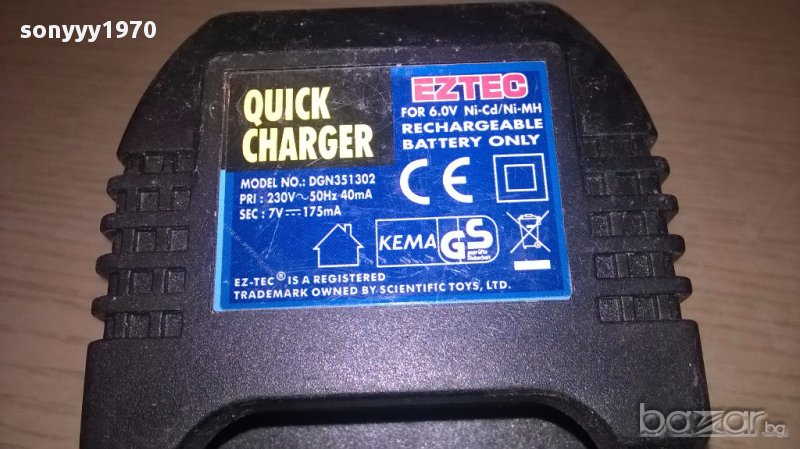 sonyyy1970
QUICK
CHARGER
EZTEC
FOR 6.0V Ni-Cd/Ni-MH
RECHARGEABLE
BATTERY ONLY
MODEL NO.: DGN351302
PRI : 230V ~ 50Hz 40mA
SEC : 7V ⎓ 175mA
CE
KEMA
GS
geprüfte
Sicherheit
EZ-TEC ® IS A REGISTERED
TRADEMARK OWNED BY SCIENTIFIC TOYS, LTD.
bazar.bg